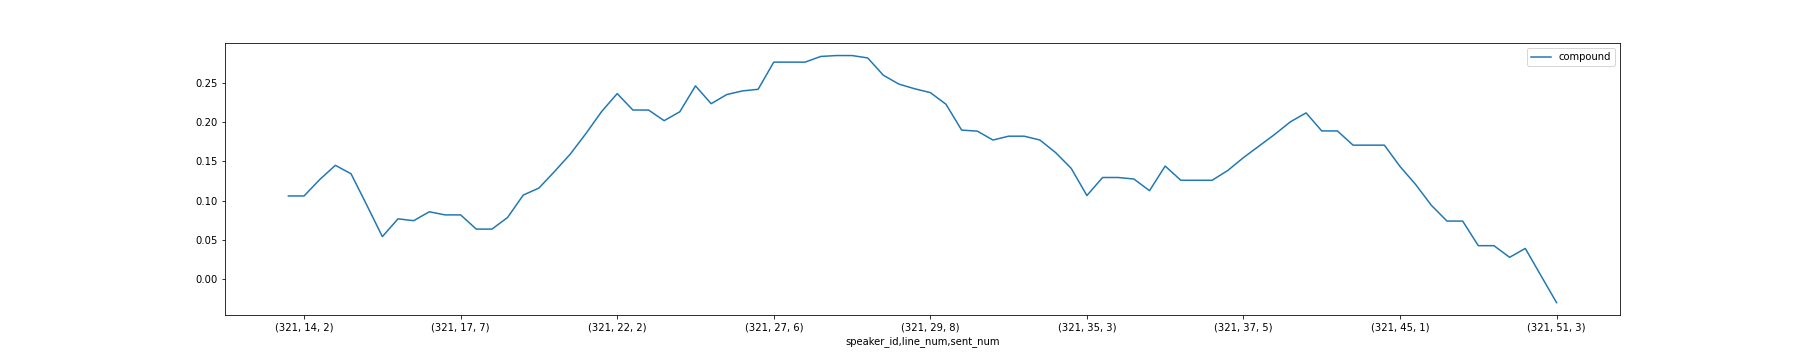 compound
0.25
0.20
0.15
0.10
0.05
0.00
(321, 14, 2) (321, 17, 7) (321, 22, 2) (321, 27, 6) (321, 29, 8) (321, 35, 3) (321, 37, 5) (321, 45, 1) (321, 51, 3)
speaker_id,line_num,sent_num